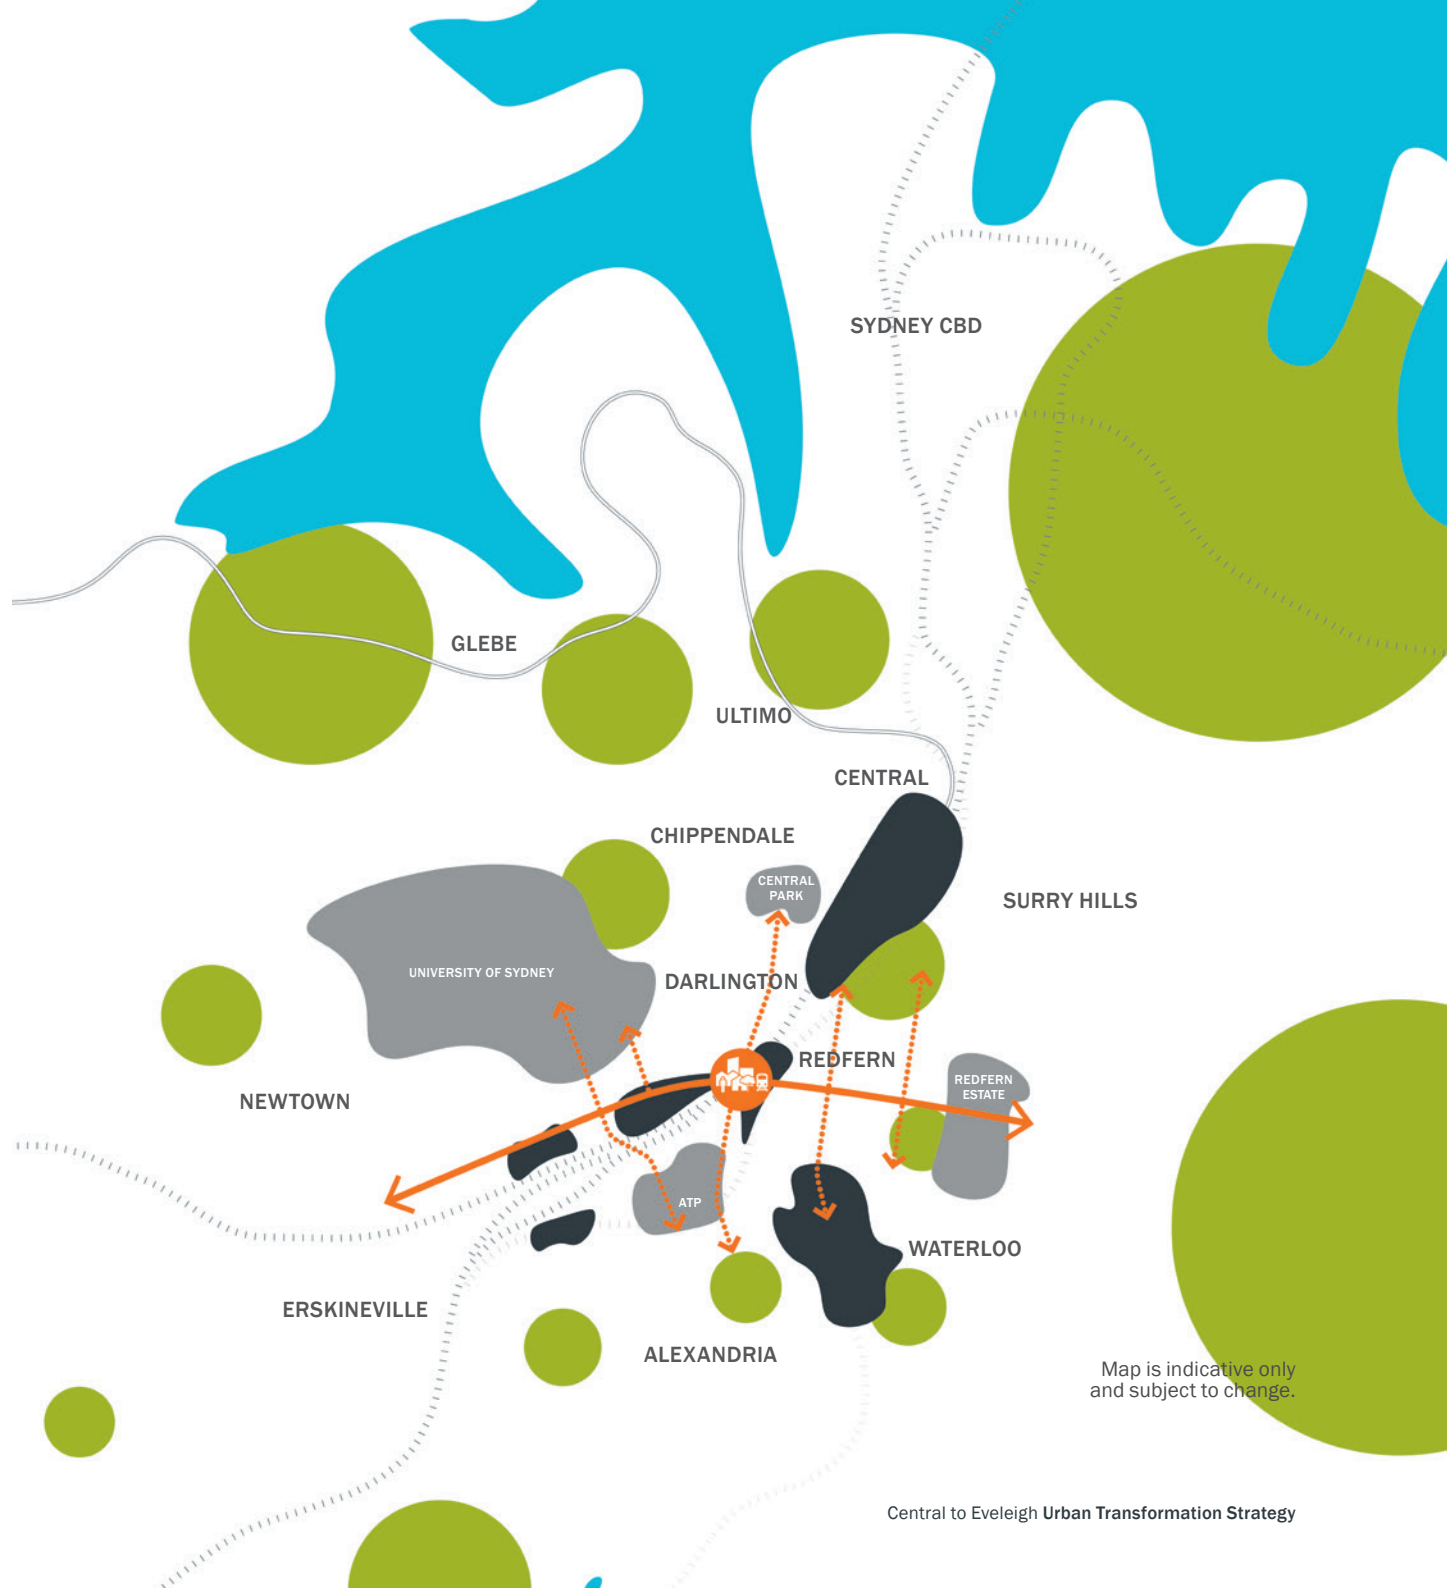 SYDNEY CBD
GLEBE
ULTIMO
CENTRAL
CHIPPENDALE
CENTRAL
PARK
SURRY HILLS
UNIVERSITY OF SYDNEY
DARLINGTON
REDFERN
REDFERN
ESTATE
NEWTOWN
ATP
WATERLOO
ERSKINEVILLE
ALEXANDRIA
Map is indicative only
and subject to change.
Central to Eveleigh Urban Transformation Strategy